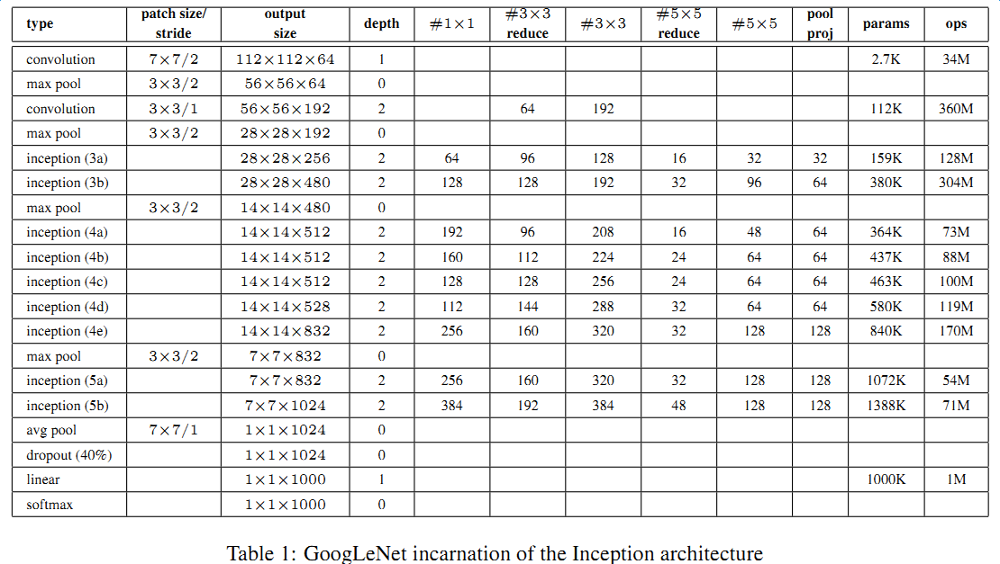 type patch size/stride output size depth #1×1 #3×3 reduce #3×3 #5×5 reduce #5×5 pool proj params ops
convolution 7×7/2 112×112×64 1 2.7K 34M
max pool 3×3/2 56×56×64 0
convolution 3×3/1 56×56×192 2 64 192 112K 360M
max pool 3×3/2 28×28×192 0
inception (3a) 28×28×256 2 64 96 128 16 32 32 159K 128M
inception (3b) 28×28×480 2 128 128 192 32 96 64 380K 304M
max pool 3×3/2 14×14×480 0
inception (4a) 14×14×512 2 192 96 208 16 48 64 364K 73M
inception (4b) 14×14×512 2 160 112 224 24 64 64 437K 88M
inception (4c) 14×14×512 2 128 128 256 24 64 64 463K 100M
inception (4d) 14×14×528 2 112 144 288 32 64 64 580K 119M
inception (4e) 14×14×832 2 256 160 320 32 128 128 840K 170M
max pool 3×3/2 7×7×832 0
inception (5a) 7×7×832 2 256 160 320 32 128 128 1072K 54M
inception (5b) 7×7×1024 2 384 192 384 48 128 128 1388K 71M
avg pool 7×7/1 1×1×1024 0
dropout (40%) 1×1×1024 0
linear 1×1×1000 1 1000K 1M
softmax 1×1×1000 0
Table 1: GoogLeNet incarnation of the Inception architecture